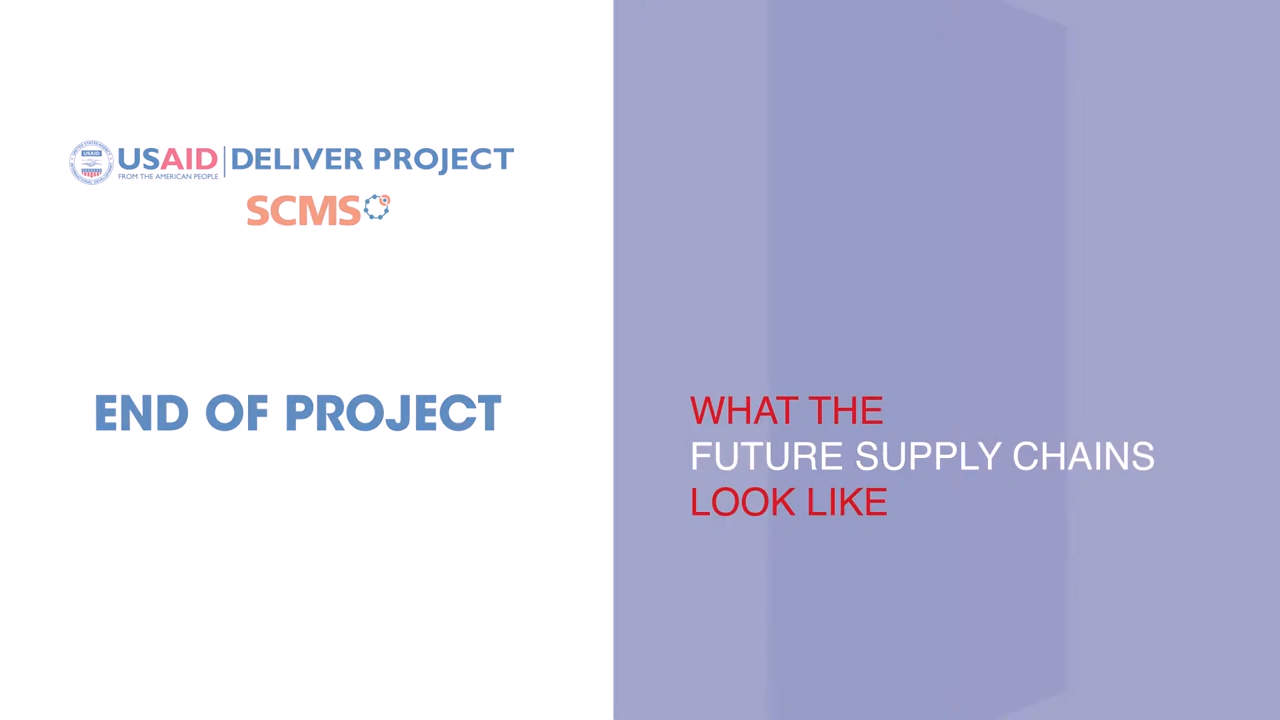 USAID | DELIVER PROJECT
FROM THE AMERICAN PEOPLE
SCMS
END OF PROJECT
WHAT THE
FUTURE SUPPLY CHAINS
LOOK LIKE